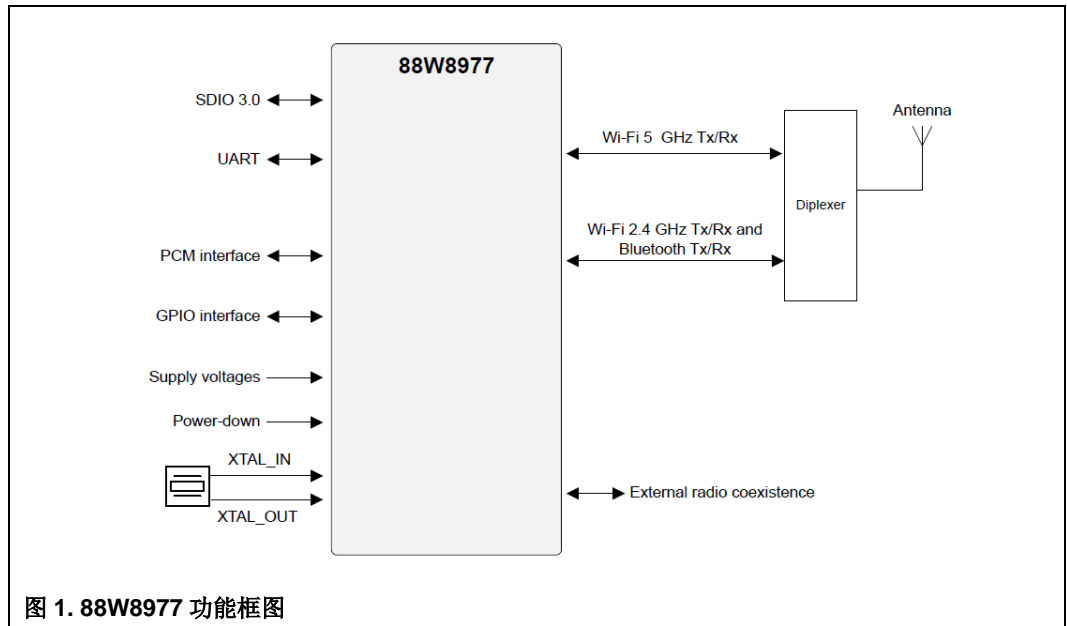 88W8977
SDIO 3.0
UART
PCM interface
GPIO interface
Supply voltages
Power-down
XTAL_IN
XTAL_OUT
Wi-Fi 5 GHz Tx/Rx
Wi-Fi 2.4 GHz Tx/Rx and
Bluetooth Tx/Rx
Diplexer
Antenna
External radio coexistence
图 1. 88W8977 功能框图